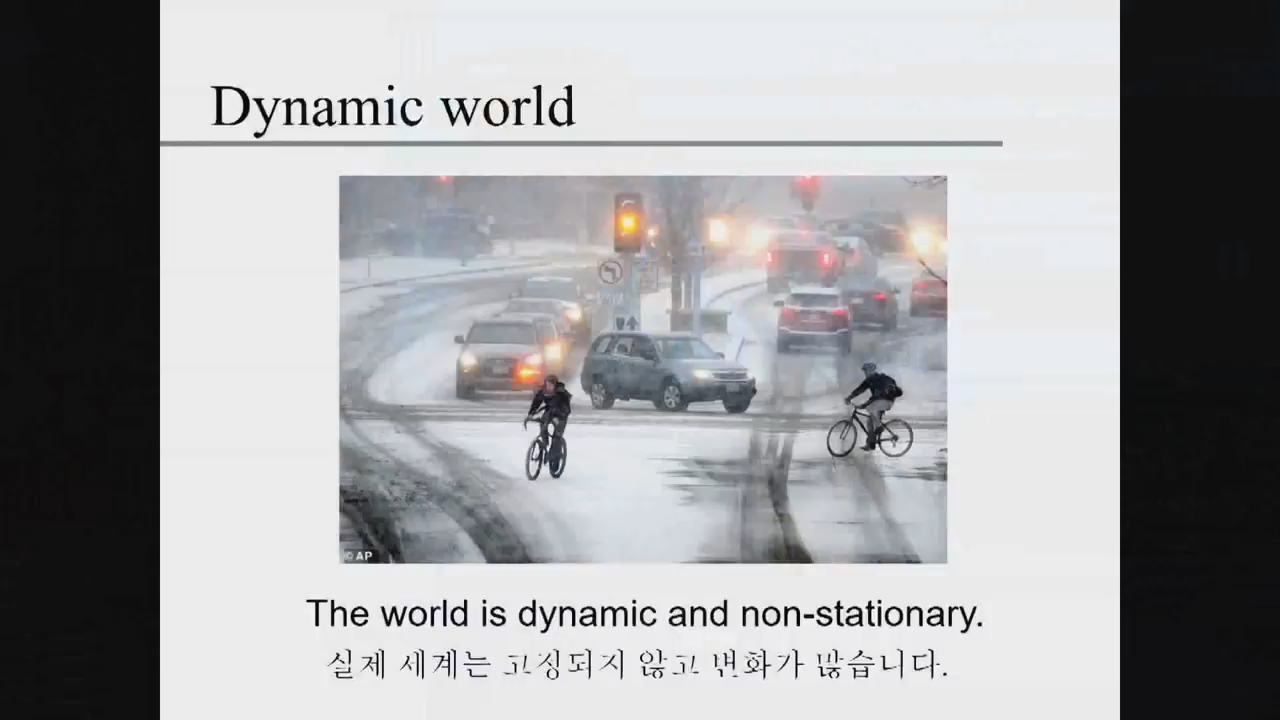 Dynamic world
© AP
The world is dynamic and non-stationary.
실제 세계는 고정되지 않고 변화가 많습니다.